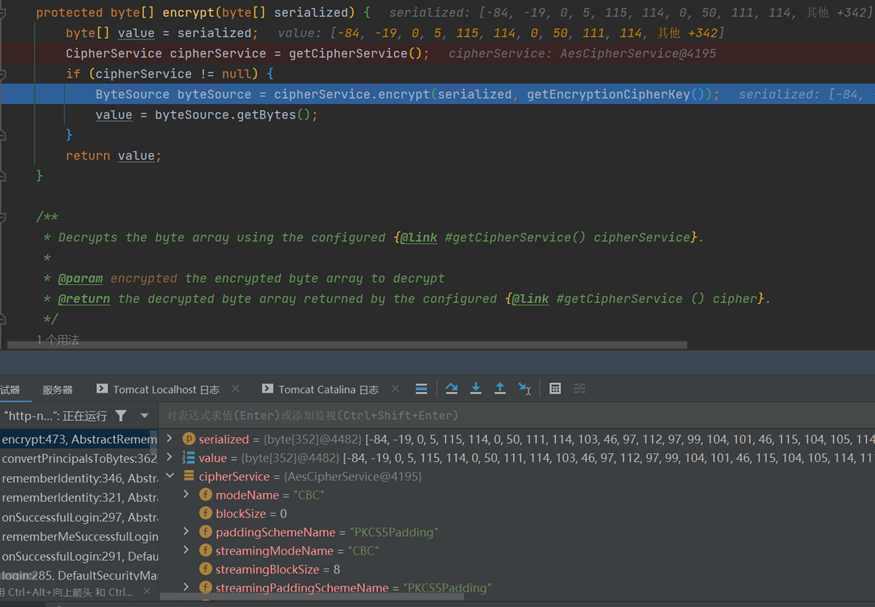 protected byte[] encrypt(byte[] serialized) {   serialized: [-84, -19, 0, 5, 115, 114, 0, 50, 111, 114, 其他 +342]
byte[] value = serialized;   value: [-84, -19, 0, 5, 115, 114, 0, 50, 111, 114, 其他 +342]
CipherService cipherService = getCipherService();   cipherService: AesCipherService@4195
if (cipherService != null) {
ByteSource byteSource = cipherService.encrypt(serialized, getEncryptionCipherKey());   serialized: [-84, -
value = byteSource.getBytes();
}
return value;
}
/**
* Decrypts the byte array using the configured {@link #getCipherService() cipherService}.
*
* @param encrypted the encrypted byte array to decrypt
* @return the decrypted byte array returned by the configured {@link #getCipherService () cipher}.
*/
1 个用法
试器 服务器 Tomcat Localhost 日志 × Tomcat Catalina 日志 ×
"http-n...": 正在运行 对表达式求值(Enter)或添加监视(Ctrl+Shift+Enter)
encrypt:473, AbstractRemem serialized = {byte[352]@4482} [-84, -19, 0, 5, 115, 114, 0, 50, 111, 114, 103, 46, 97, 112, 97, 99, 104, 101, 46, 115, 104, 105, 114
convertPrincipalsToBytes:362, value = {byte[352]@4482} [-84, -19, 0, 5, 115, 114, 0, 50, 111, 114, 103, 46, 97, 112, 97, 99, 104, 101, 46, 115, 104, 105, 114, 11
rememberIdentity:346, Abstra cipherService = {AesCipherService@4195}
rememberIdentity:321, Abstra modeName = "CBC"
onSuccessfulLogin:297, Abstra blockSize = 0
rememberMeSuccessfulLogin paddingSchemeName = "PKCS5Padding"
onSuccessfulLogin:291, Defau streamingModeName = "CBC"
285, DefaultSecurityMa streamingBlockSize = 8
用 Ctrl+Alt+向上箭头 和 Ctrl... × streamingPaddingSchemeName = "PKCS5Padding"